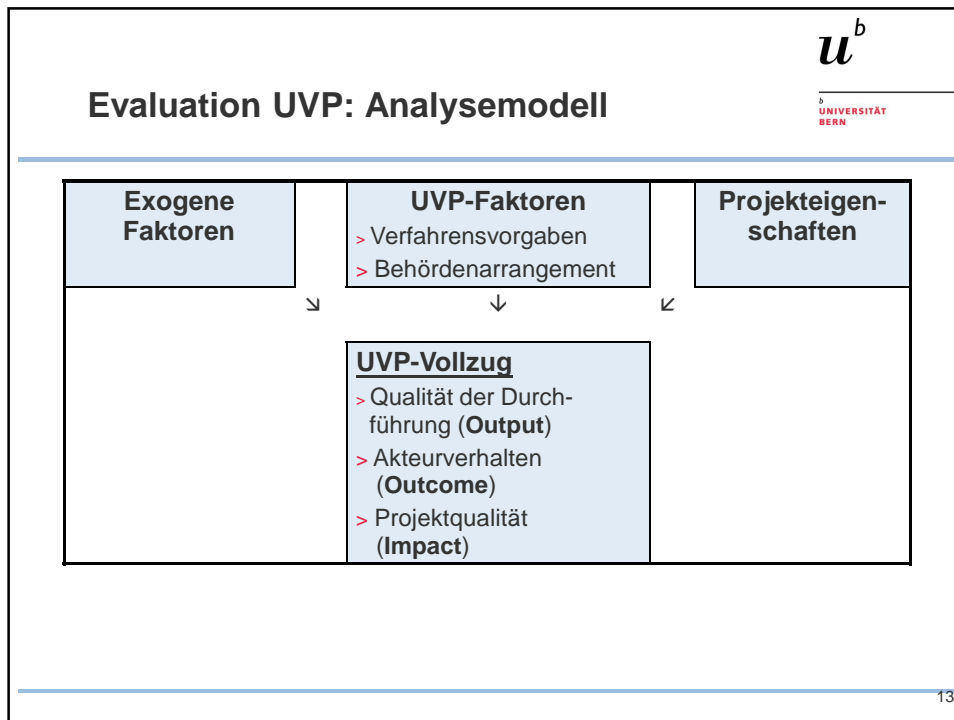 u^b
Evaluation UVP: Analysemodell
b
UNIVERSITÄT
BERN
Exogene
Faktoren
UVP-Faktoren
> Verfahrensvorgaben
> Behördenarrangement
Projekteigen-
schaften
↘ ↓ ↙
UVP-Vollzug
> Qualität der Durch-
führung (Output)
> Akteurverhalten
(Outcome)
> Projektqualität
(Impact)
13